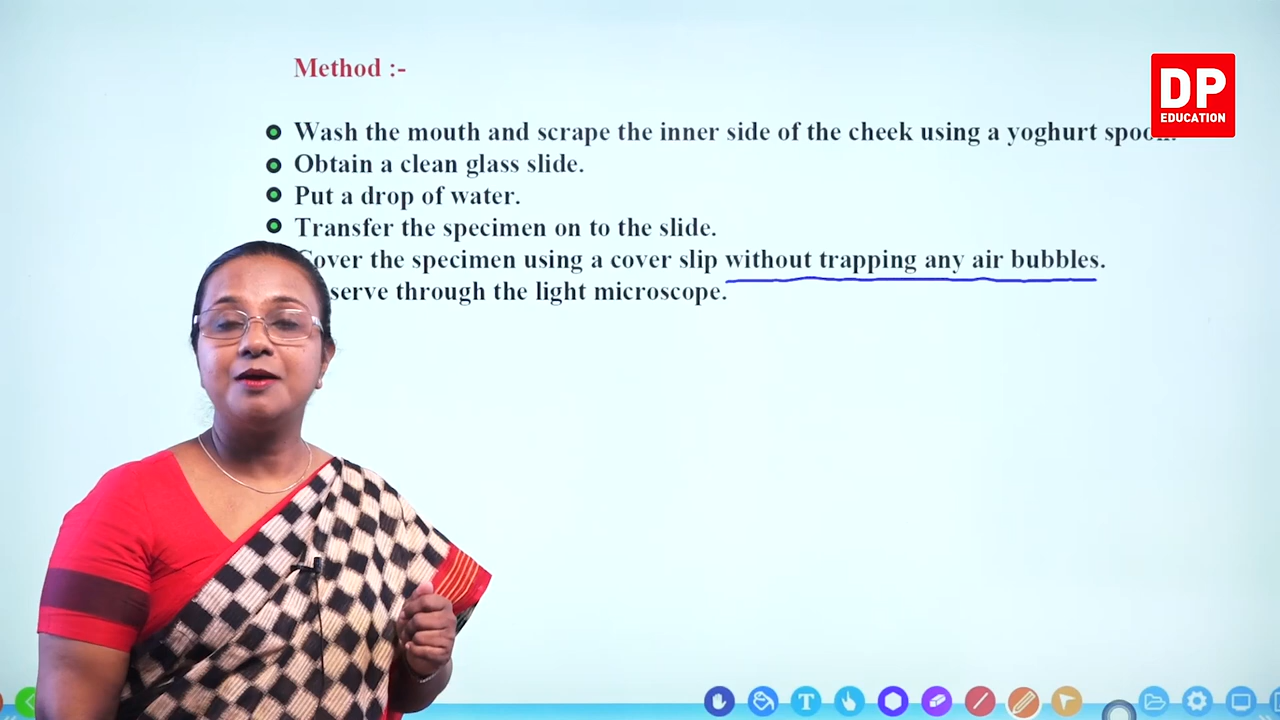 Method :-
DP
EDUCATION
Wash the mouth and scrape the inner side of the cheek using a yoghurt
Obtain a clean glass slide.
Put a drop of water.
Transfer the specimen on to the slide.
Cover the specimen using a cover slip without trapping any air bubbles.
serve through the light microscope.
T